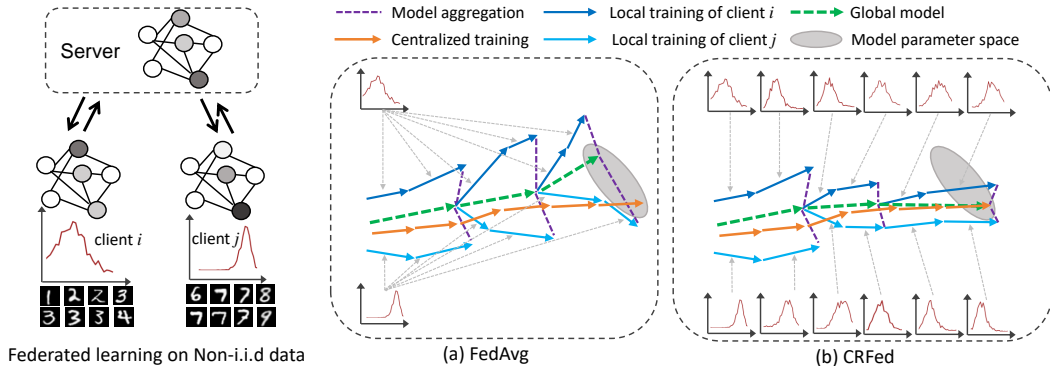 Server
Model aggregation
Local training of client i
Global model
Centralized training
Local training of client j
Model parameter space
client i
client j
1 2 2 3
3 3 3 4
6 7 7 8
7 7 7 9
Federated learning on Non-i.i.d data
(a) FedAvg
(b) CRFed